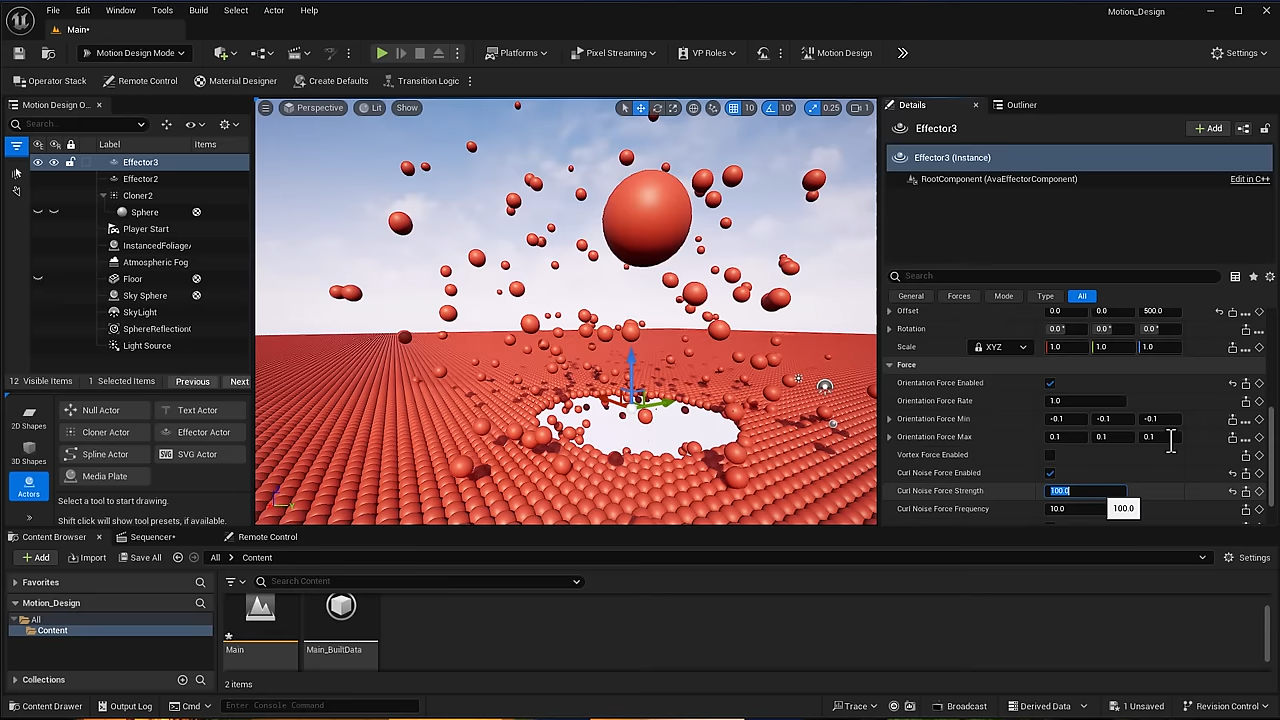 File Edit Window Tools Build Select Actor Help
Motion_Design
Main*
Motion Design Mode
Platforms
Pixel Streaming
VP Roles
Motion Design
Settings
Operator Stack
Remote Control
Material Designer
Create Defaults
Transition Logic
Motion Design O...
Search...
Label Items
Effector3
Effector2
Cloner2
Sphere
Player Start
InstancedFoliage
Atmospheric Fog
Floor
Sky Sphere
SkyLight
SphereReflection
Light Source
12 Visible Items
1 Selected Items
Previous
Next
2D Shapes
3D Shapes
Actors
Null Actor
Text Actor
Cloner Actor
Effector Actor
Spline Actor
SVG SVG Actor
Media Plate
Select a tool to start drawing.
Shift click will show tool presets, if available.
Perspective
Lit
Show
10
10°
0.25
1
Details
Outliner
Effector3
Add
Effector3 (Instance)
RootComponent (AvaEffectorComponent)
Edit in C++
Search
General Forces Mode Type All
Offset 0.0 0.0 500.0
Rotation 0.0° 0.0° 0.0°
Scale XYZ 1.0 1.0 1.0
Force
Orientation Force Enabled
Orientation Force Rate 1.0
Orientation Force Min -0.1 -0.1 -0.1
Orientation Force Max 0.1 0.1 0.1
Vortex Force Enabled
Curl Noise Force Enabled
Curl Noise Force Strength 100.0
Curl Noise Force Frequency 10.0
100.0
Content Browser
Sequencer*
Remote Control
Add
Import
Save All
All
Content
Settings
Favorites
Search Content
Motion_Design
All
Content
Main
Main_BuiltData
Collections
2 items
Content Drawer
Output Log
Cmd
Enter Console Command
Trace
Broadcast
Derived Data
1 Unsaved
Revision Control